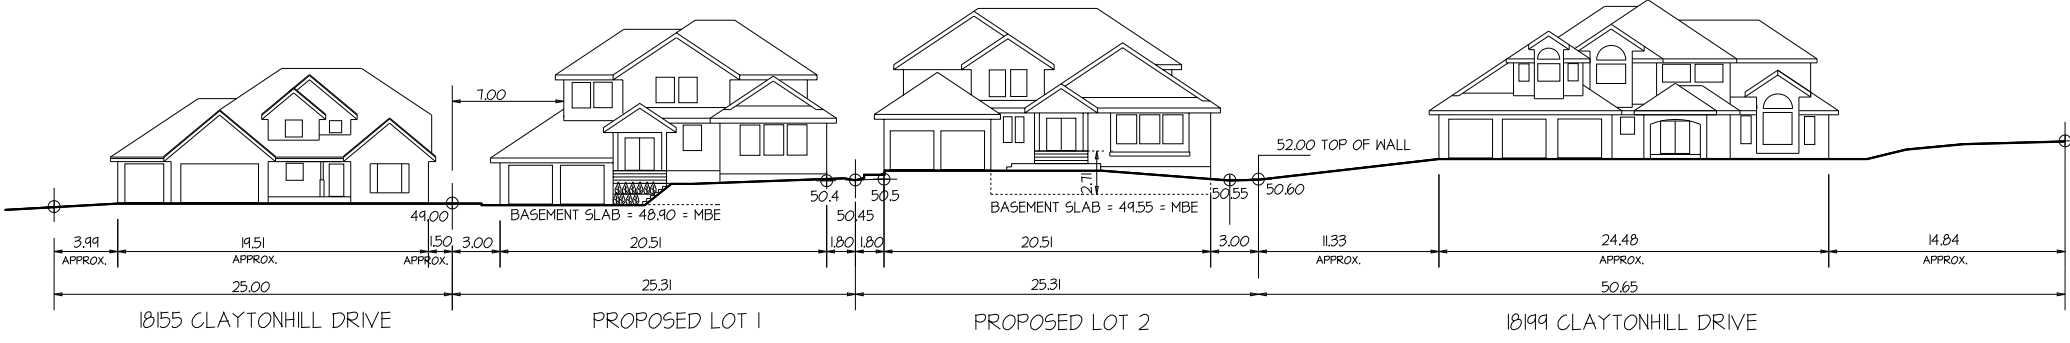 7.00
52.00 TOP OF WALL
2.71
49.00
50.4
50.5
50.55
50.60
50.45
BASEMENT SLAB = 48.90 = MBE
BASEMENT SLAB = 49.55 = MBE
3.99
APPROX.
19.51
APPROX.
1.50
APPROX.
3.00
20.51
1.80
1.80
20.51
3.00
11.33
APPROX.
24.48
APPROX.
14.84
APPROX.
25.00
25.31
25.31
50.65
18155 CLAYTONHILL DRIVE
PROPOSED LOT 1
PROPOSED LOT 2
18199 CLAYTONHILL DRIVE